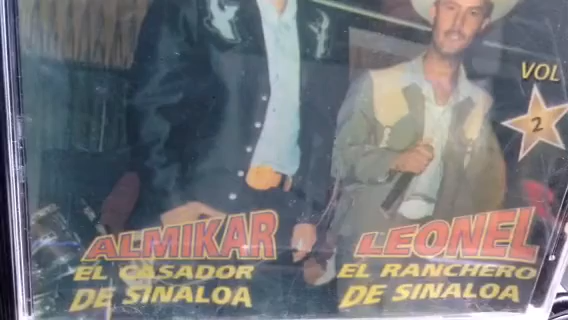 VOL
2
ALMIKAR
EL CASADOR
DE SINALOA
LEONEL
EL RANCHERO
DE SINALOA